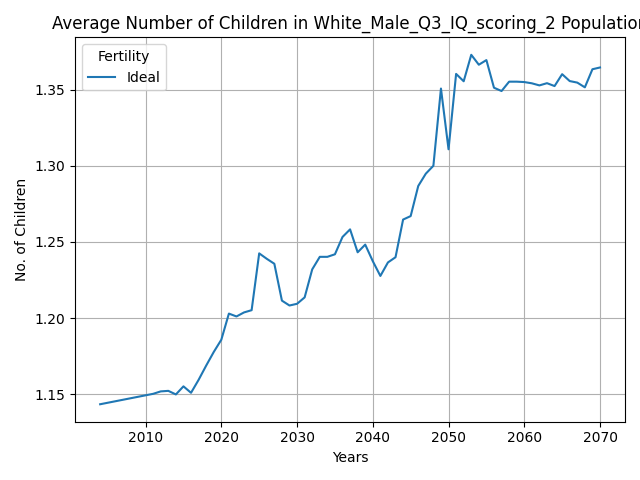 Average Number of Children in White_Male_Q3_IQ_scoring_2 Population
Fertility
Ideal
1.35
1.30
1.25
1.20
1.15
No. of Children
2010 2020 2030 2040 2050 2060 2070
Years